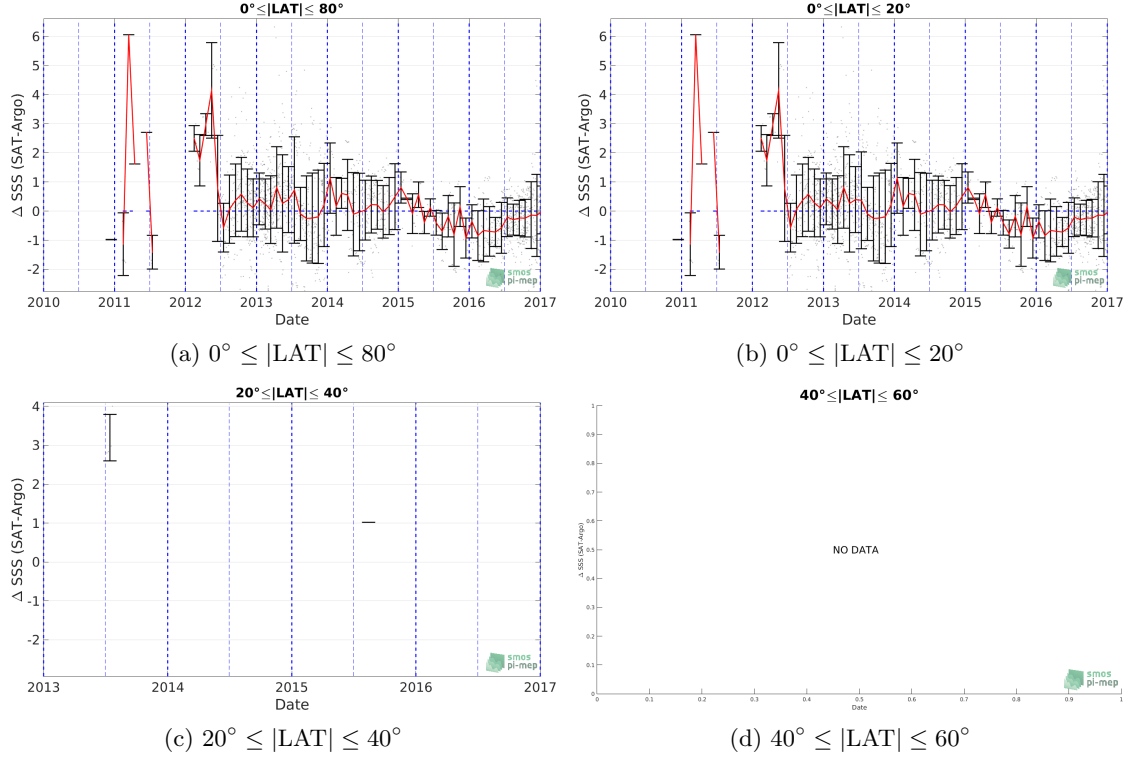 0°≤|LAT|≤ 80°
6
5
4
3
2
1
0
-1
-2
Δ SSS (SAT-Argo)
2010 2011 2012 2013 2014 2015 2016 2017
Date
smos
pi-mep
(a) 0° ≤ |LAT| ≤ 80°
0°≤|LAT|≤ 20°
6
5
4
3
2
1
0
-1
-2
Δ SSS (SAT-Argo)
2010 2011 2012 2013 2014 2015 2016 2017
Date
smos
pi-mep
(b) 0° ≤ |LAT| ≤ 20°
20°≤|LAT|≤ 40°
4
3
2
1
0
-1
-2
Δ SSS (SAT-Argo)
2013 2014 2015 2016 2017
Date
smos
pi-mep
(c) 20° ≤ |LAT| ≤ 40°
40°≤|LAT|≤ 60°
1
0.9
0.8
0.7
0.6
0.5
0.4
0.3
0.2
0.1
0
Δ SSS (SAT-Argo)
NO DATA
0 0.1 0.2 0.3 0.4 0.5 0.6 0.7 0.8 0.9 1
Date
smos
pi-mep
(d) 40° ≤ |LAT| ≤ 60°